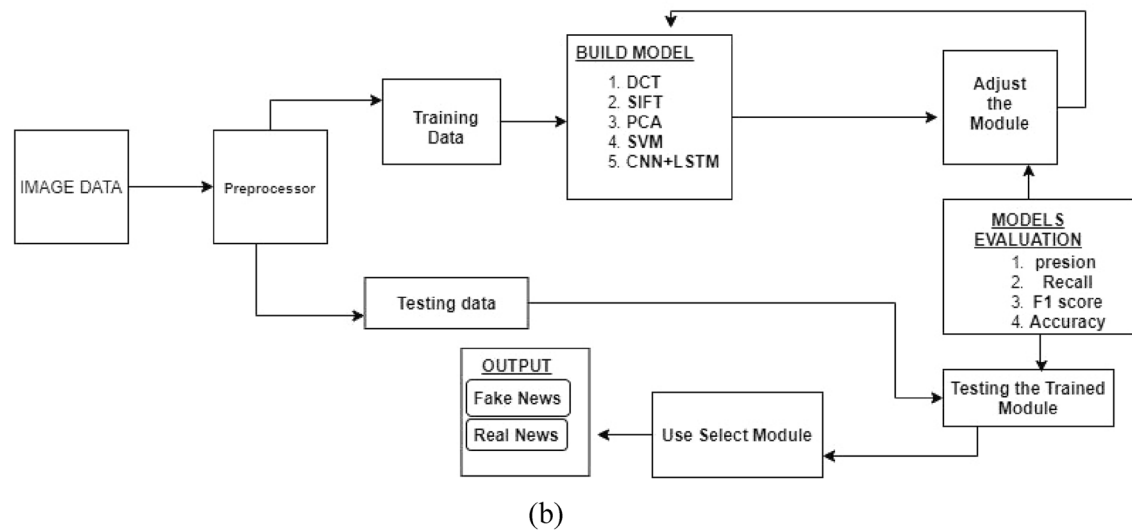 IMAGE DATA
Preprocessor
Training
Data
BUILD MODEL
1. DCT
2. SIFT
3. PCA
4. SVM
5. CNN+LSTM
Adjust
the
Module
MODELS
EVALUATION
1. presion
2. Recall
3. F1 score
4. Accuracy
Testing data
Testing the Trained
Module
Use Select Module
OUTPUT
Fake News
Real News
(b)